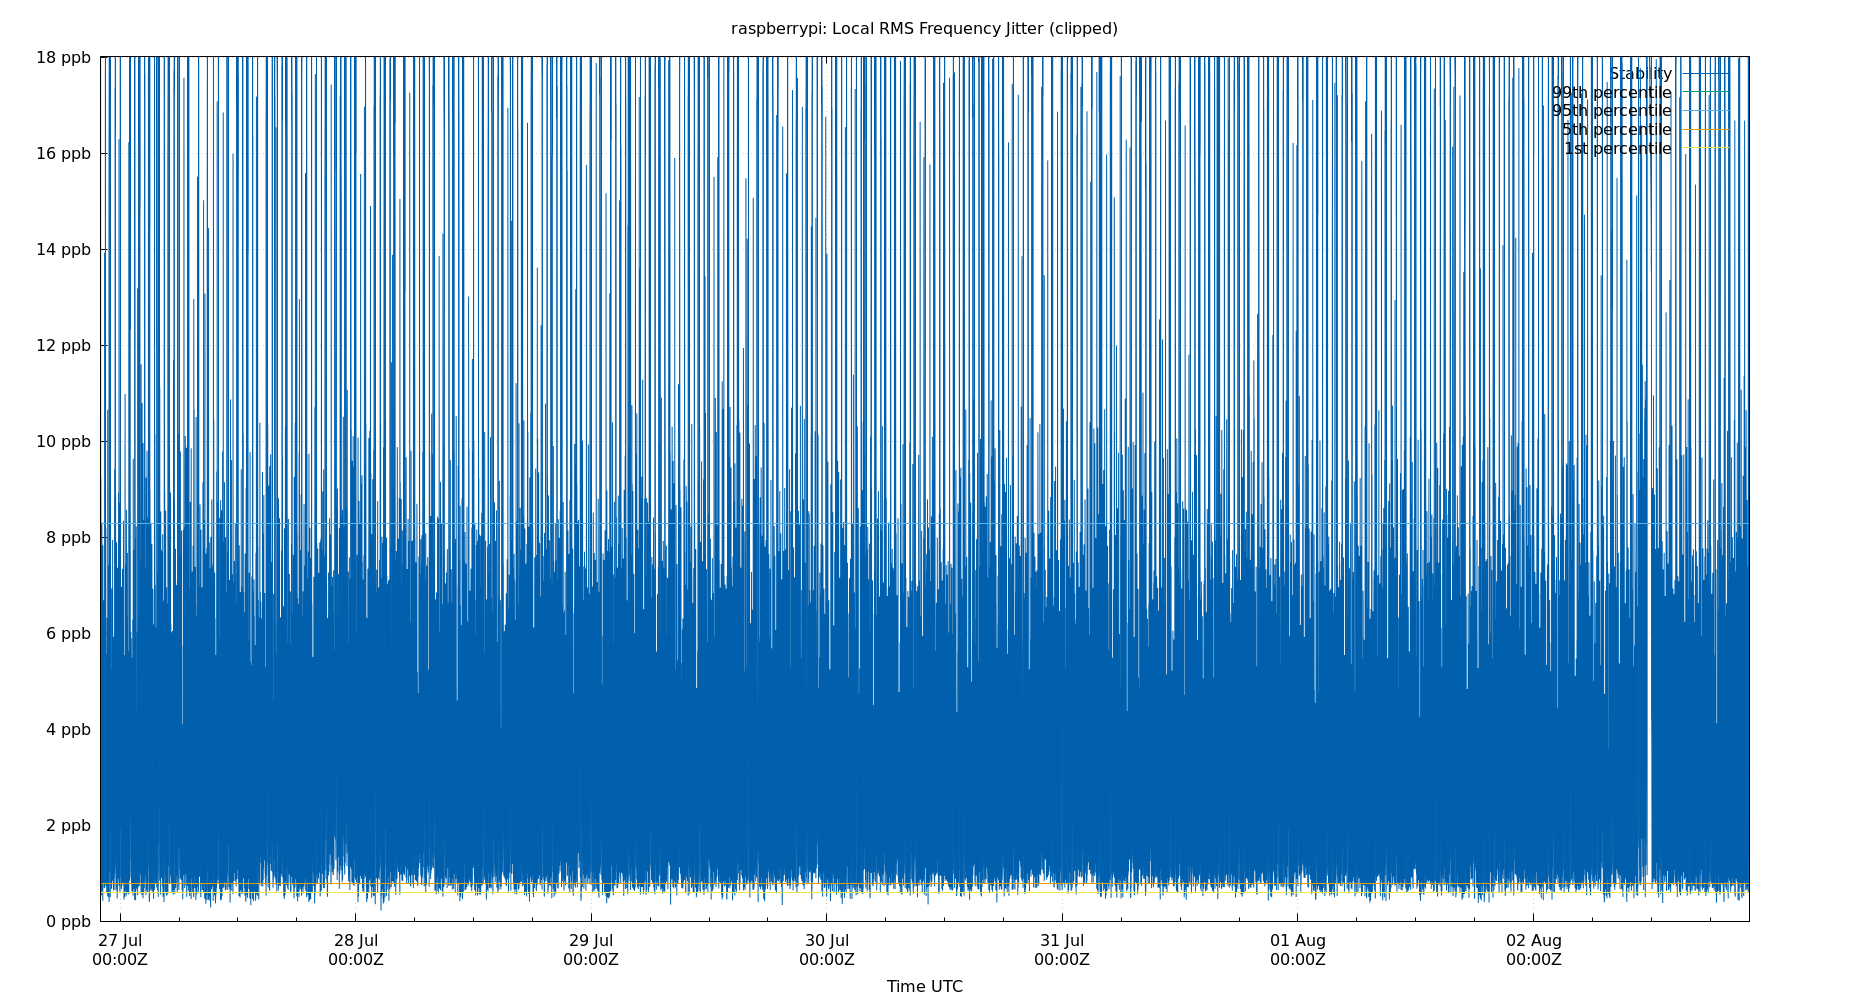 raspberrypi: Local RMS Frequency Jitter (clipped)
18 ppb
16 ppb
14 ppb
12 ppb
10 ppb
8 ppb
6 ppb
4 ppb
2 ppb
0 ppb
Stability
99th percentile
95th percentile
5th percentile
1st percentile
27 Jul 28 Jul 29 Jul 30 Jul 31 Jul 01 Aug 02 Aug
00:00Z 00:00Z 00:00Z 00:00Z 00:00Z 00:00Z 00:00Z
Time UTC